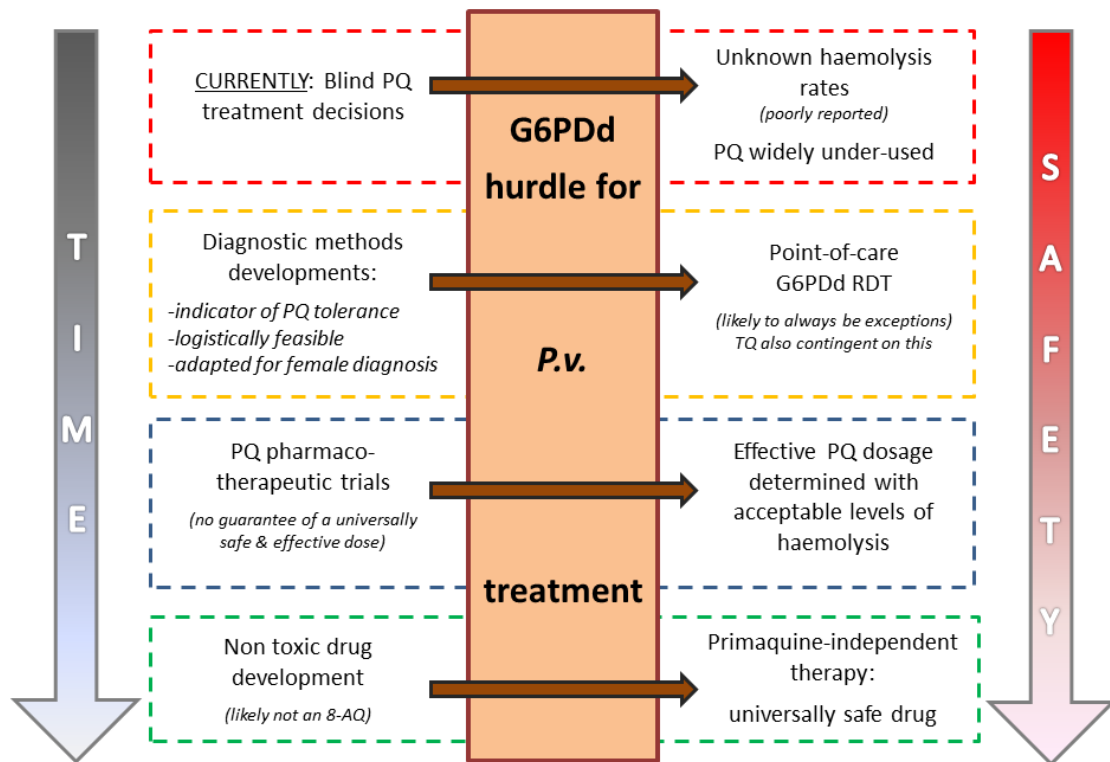 CURRENTLY: Blind PQ
treatment decisions
Unknown haemolysis
rates
(poorly reported)
PQ widely under-used
Diagnostic methods
developments:
-indicator of PQ tolerance
-logistically feasible
-adapted for female diagnosis
Point-of-care
G6PDd RDT
(likely to always be exceptions)
TQ also contingent on this
PQ pharmaco-
therapeutic trials
(no guarantee of a universally
safe & effective dose)
Effective PQ dosage
determined with
acceptable levels of
haemolysis
Non toxic drug
development
(likely not an 8-AQ)
Primaquine-independent
therapy:
universally safe drug
G6PDd
hurdle for
P.v.
treatment
TIME
SAFETY